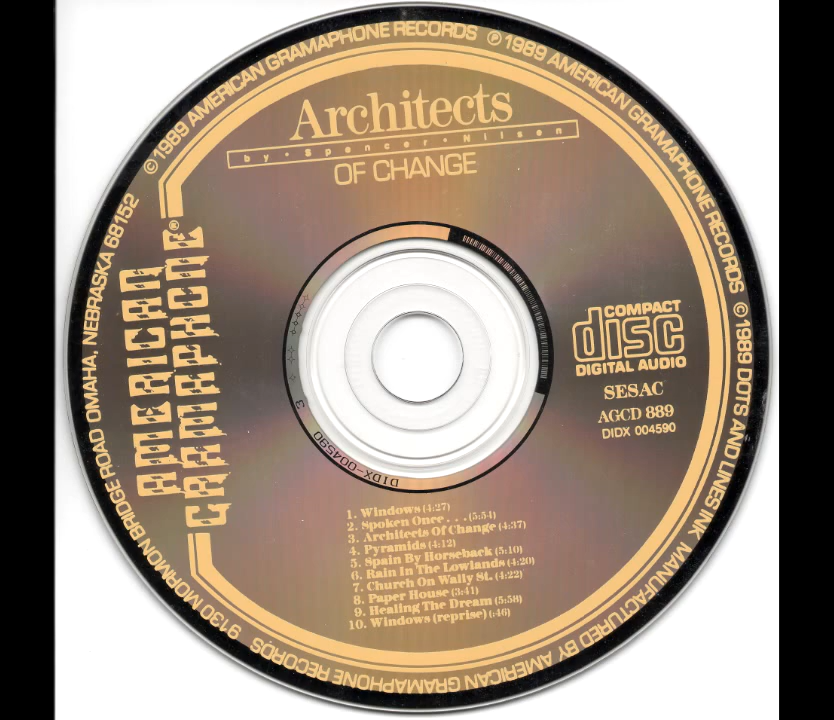 Architects
by • Spencer • Nilsen
OF CHANGE
AMERICAN
GRAMAPHONE®
COMPACT
disc
DIGITAL AUDIO
SESAC
AGCD 889
DIDX 004590
1. Windows (4:27)
2. Spoken Once . . . (5:54)
3. Architects Of Change (4:37)
4. Pyramids (4:12)
5. Spain By Horseback (5:10)
6. Rain In The Lowlands (4:20)
7. Church On Wally St. (4:22)
8. Paper House (3:41)
9. Healing The Dream (5:58)
10. Windows (reprise) (:46)
© 1989 AMERICAN GRAMAPHONE RECORDS ℗ 1989 AMERICAN GRAMAPHONE RECORDS © 1989 DOTS AND LINES INK MANUFACTURED BY AMERICAN GRAMAPHONE RECORDS 9130 MORMON BRIDGE ROAD OMAHA, NEBRASKA 68152
DIDX-004590
3